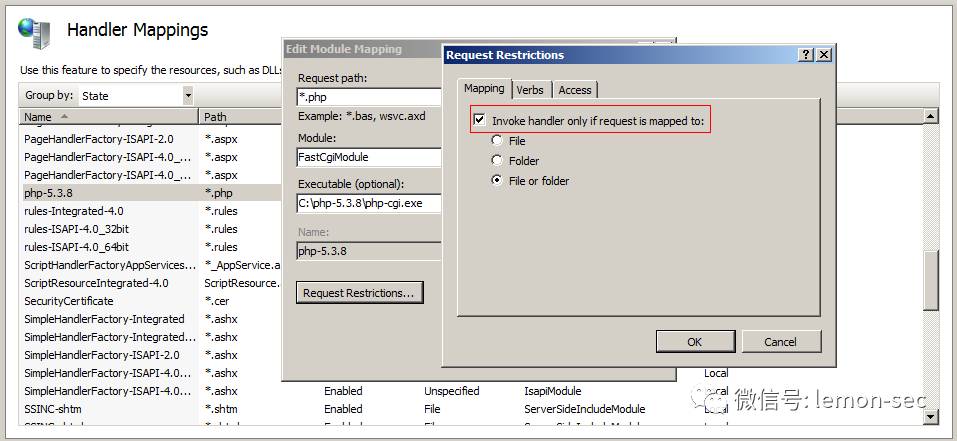 Handler Mappings
Use this feature to specify the resources, such as DLLs
Group by: State
Name Path
PageHandlerFactory-ISAPI-2.0 *.aspx
PageHandlerFactory-ISAPI-4.0_... *.aspx
PageHandlerFactory-ISAPI-4.0_... *.aspx
php-5.3.8 *.php
rules-Integrated-4.0 *.rules
rules-ISAPI-4.0_32bit *.rules
rules-ISAPI-4.0_64bit *.rules
ScriptHandlerFactoryAppServices... *_AppService.a
ScriptResourceIntegrated-4.0 ScriptResource.
SecurityCertificate *.cer
SimpleHandlerFactory-Integrated *.ashx
SimpleHandlerFactory-Integrated... *.ashx
SimpleHandlerFactory-ISAPI-2.0 *.ashx
SimpleHandlerFactory-ISAPI-4.0... *.ashx Local
SimpleHandlerFactory-ISAPI-4.0... *.ashx Enabled Unspecified IsapiModule Local
SSINC-shtm *.shtm Enabled File ServerSideIncludeModule Local
Edit Module Mapping
Request path:
*.php
Example: *.bas, wsvc.axd
Module:
FastCgiModule
Executable (optional):
C:\php-5.3.8\php-cgi.exe
Name:
php-5.3.8
Request Restrictions...
Request Restrictions
Mapping Verbs Access
Invoke handler only if request is mapped to:
File
Folder
File or folder
OK Cancel
微信号: lemon-sec